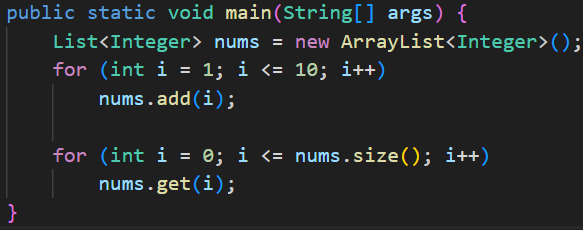 public static void main(String[] args) {
    List<Integer> nums = new ArrayList<Integer>();
    for (int i = 1; i <= 10; i++)
        nums.add(i);

    for (int i = 0; i <= nums.size(); i++)
        nums.get(i);
}